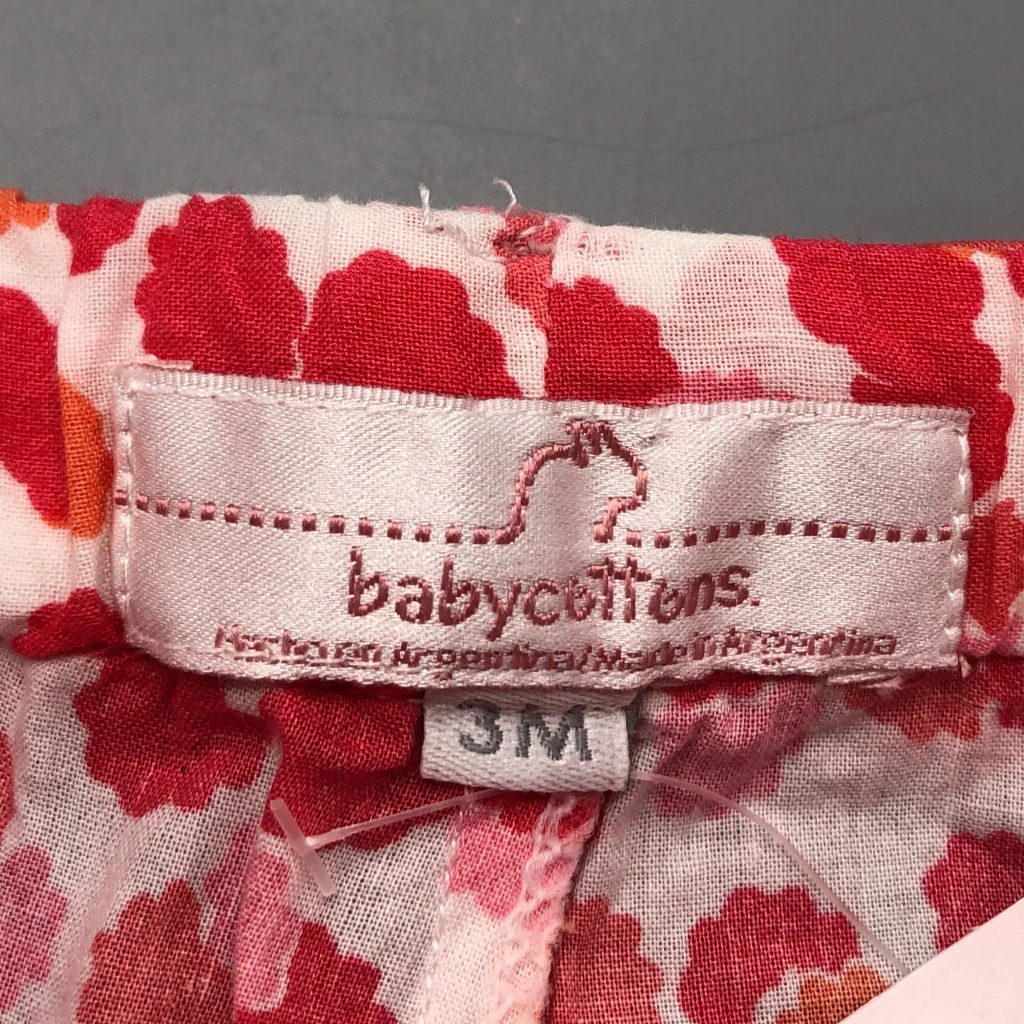 babycottons.
Hecho en Argentina/Made in Argentina
3M